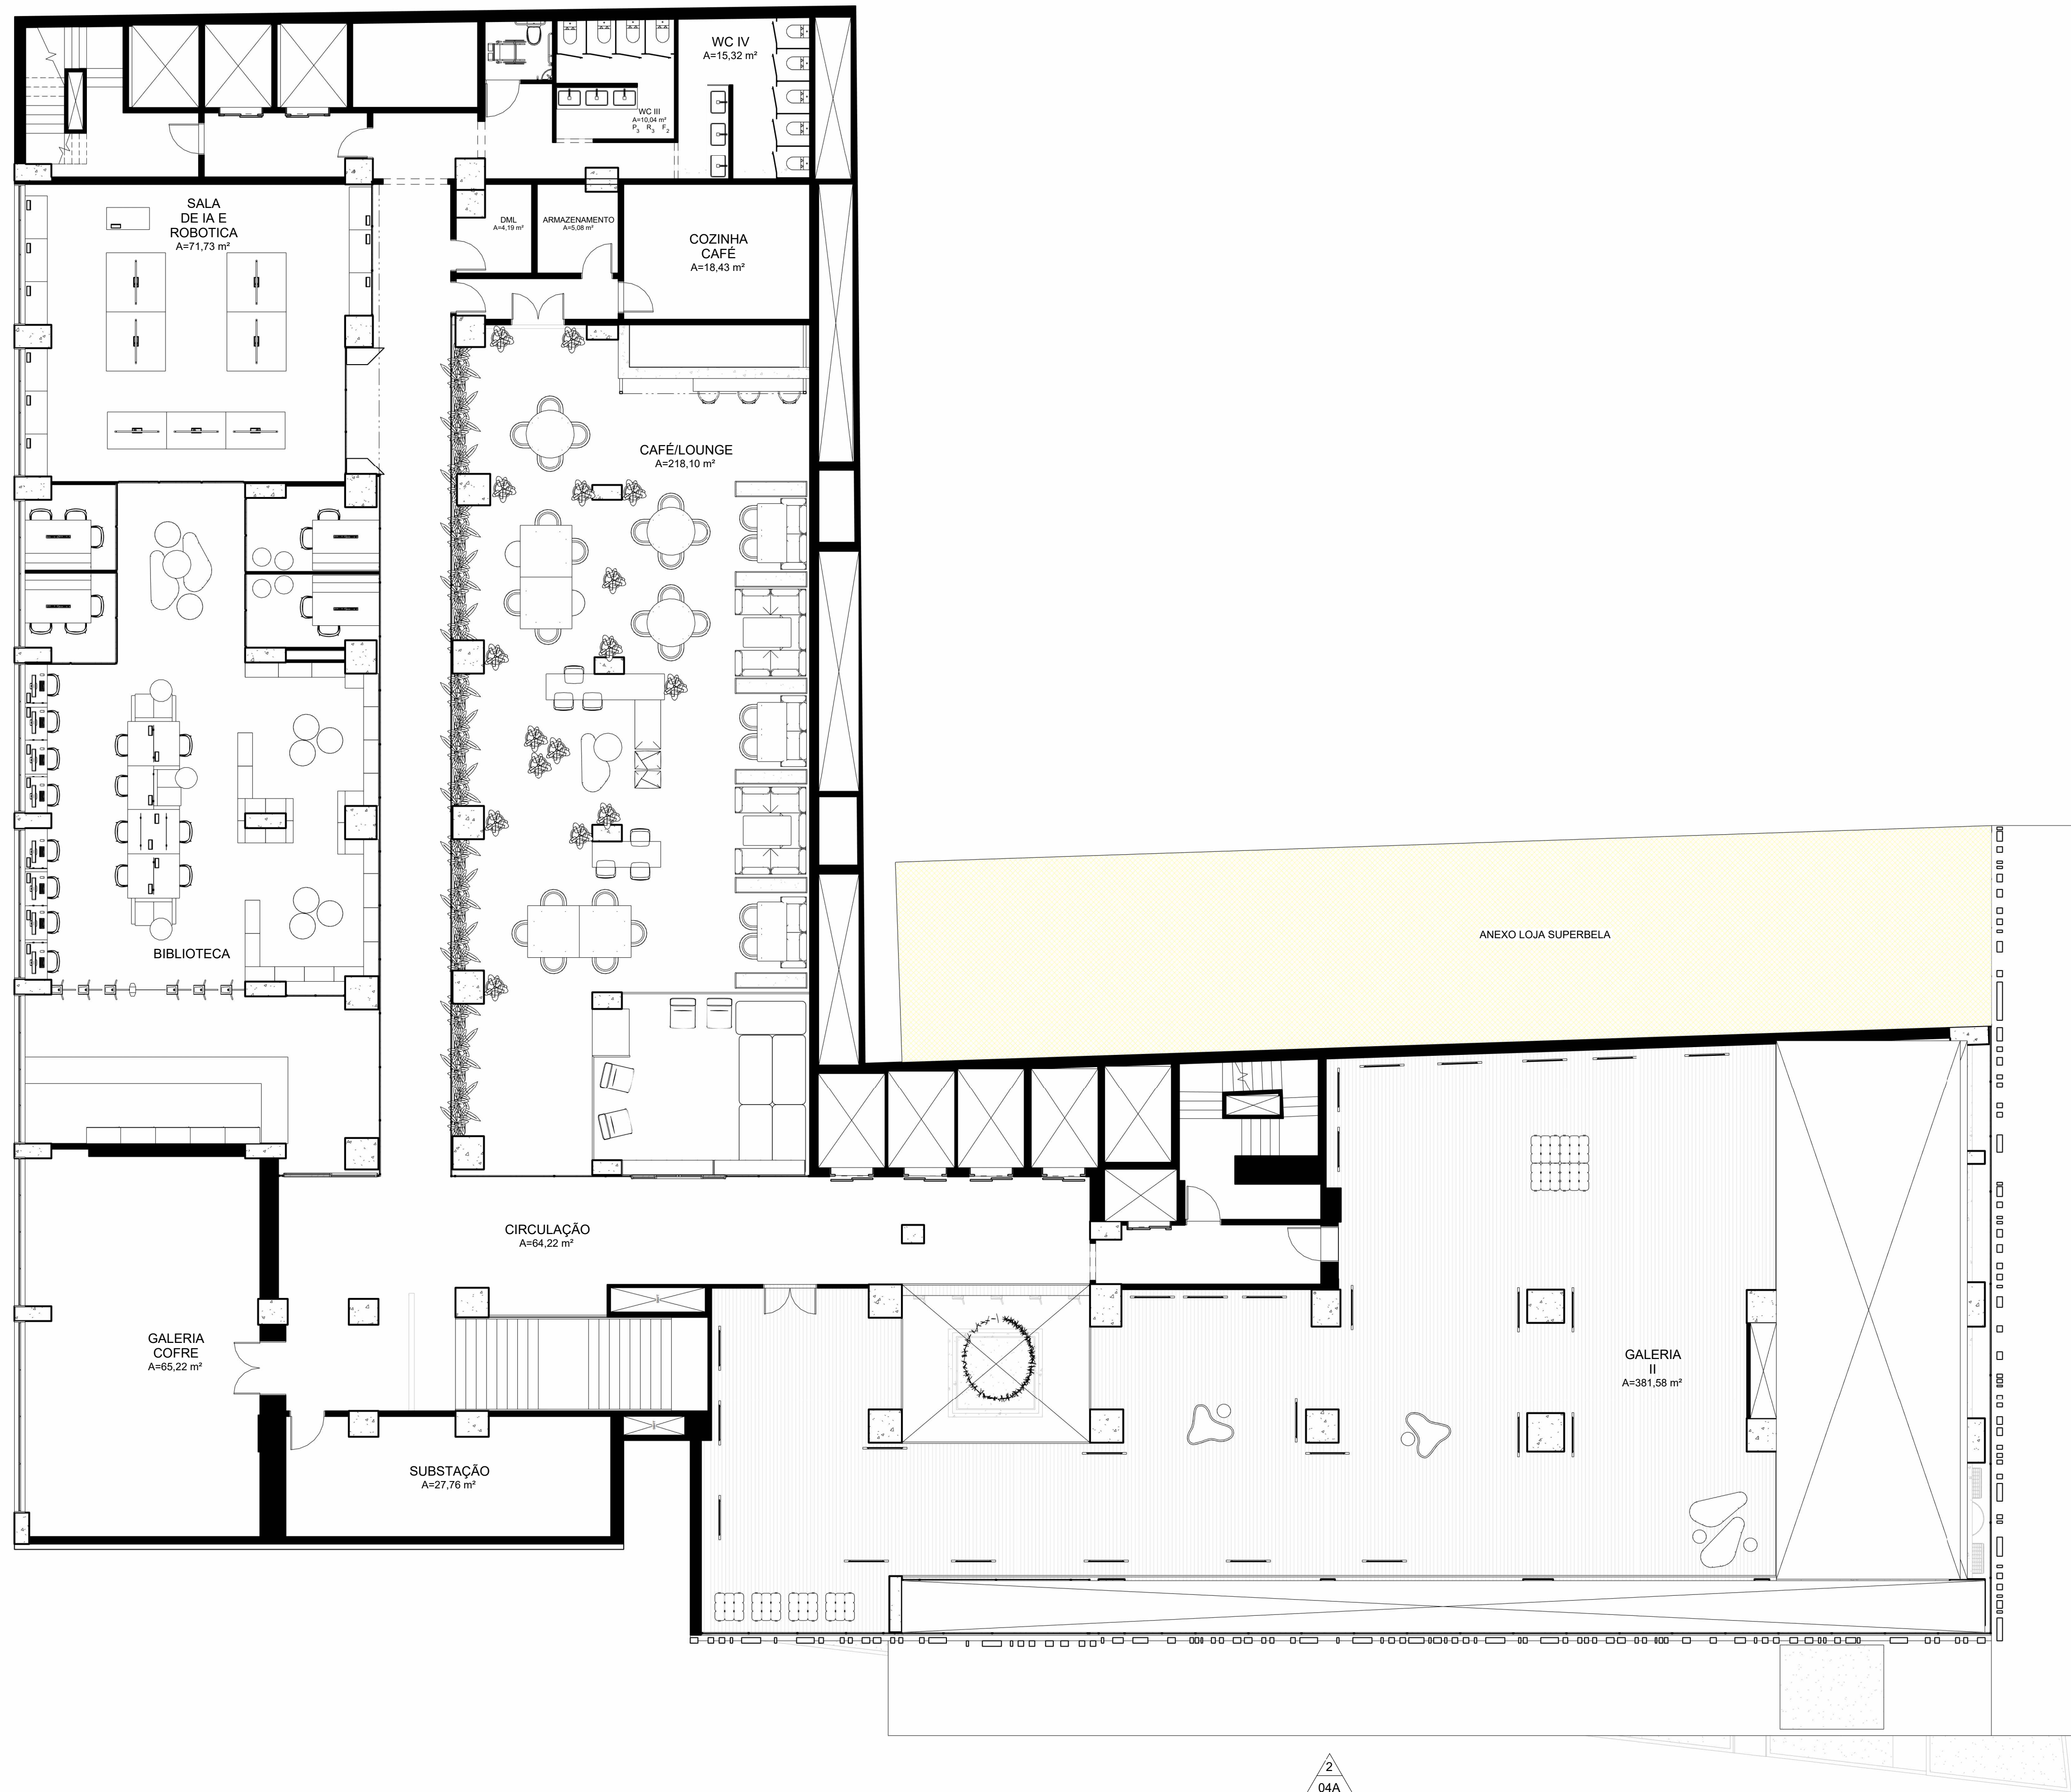 WC IV
A=15,32 m²
WC III
A=10,04 m²
P3 R3 F2
SALA
DE IA E
ROBOTICA
A=71,73 m²
DML
A=4,19 m²
ARMAZENAMENTO
A=5,08 m²
COZINHA
CAFÉ
A=18,43 m²
CAFÉ/LOUNGE
A=218,10 m²
ANEXO LOJA SUPERBELA
BIBLIOTECA
CIRCULAÇÃO
A=64,22 m²
GALERIA
COFRE
A=65,22 m²
GALERIA
II
A=381,58 m²
SUBSTAÇÃO
A=27,76 m²
2
04A